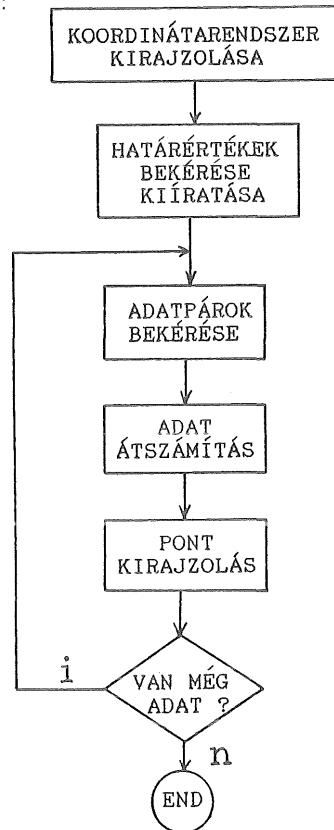 KOORDINÁTARENDSZER
KIRAJZOLÁSA
HATÁRÉRTÉKEK
BEKÉRÉSE
KIÍRATÁSA
ADATPÁROK
BEKÉRÉSE
ADAT
ÁTSZÁMÍTÁS
PONT
KIRAJZOLÁS
VAN MÉG
ADAT ?
i
n
END